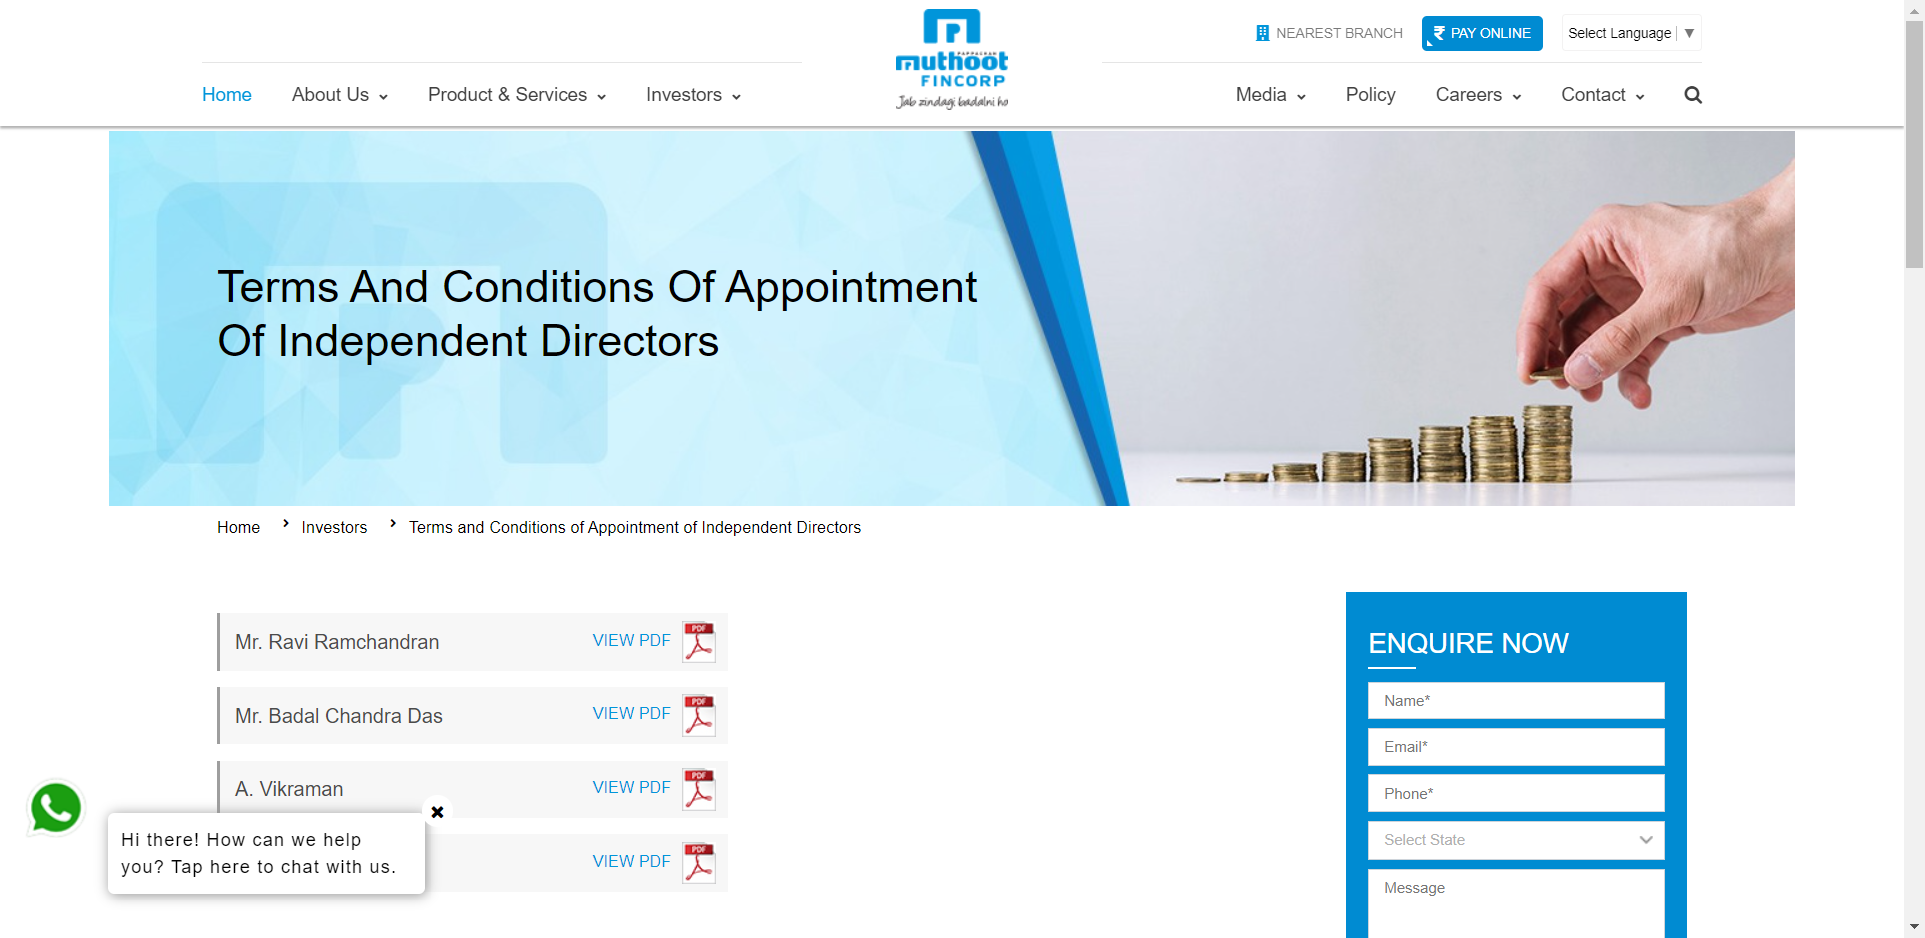 NEAREST BRANCH
PAY ONLINE
Select Language
▼
PAPPACHAN
muthoot
FINCORP
Jab zindagi badalni ho
Home
About Us
Product & Services
Investors
Media
Policy
Careers
Contact
Terms And Conditions Of Appointment
Of Independent Directors
Home
Investors
Terms and Conditions of Appointment of Independent Directors
Mr. Ravi Ramchandran
VIEW PDF
PDF
Mr. Badal Chandra Das
VIEW PDF
PDF
A. Vikraman
VIEW PDF
PDF
VIEW PDF
PDF
Hi there! How can we help
you? Tap here to chat with us.
ENQUIRE NOW
Name*
Email*
Phone*
Select State
Message